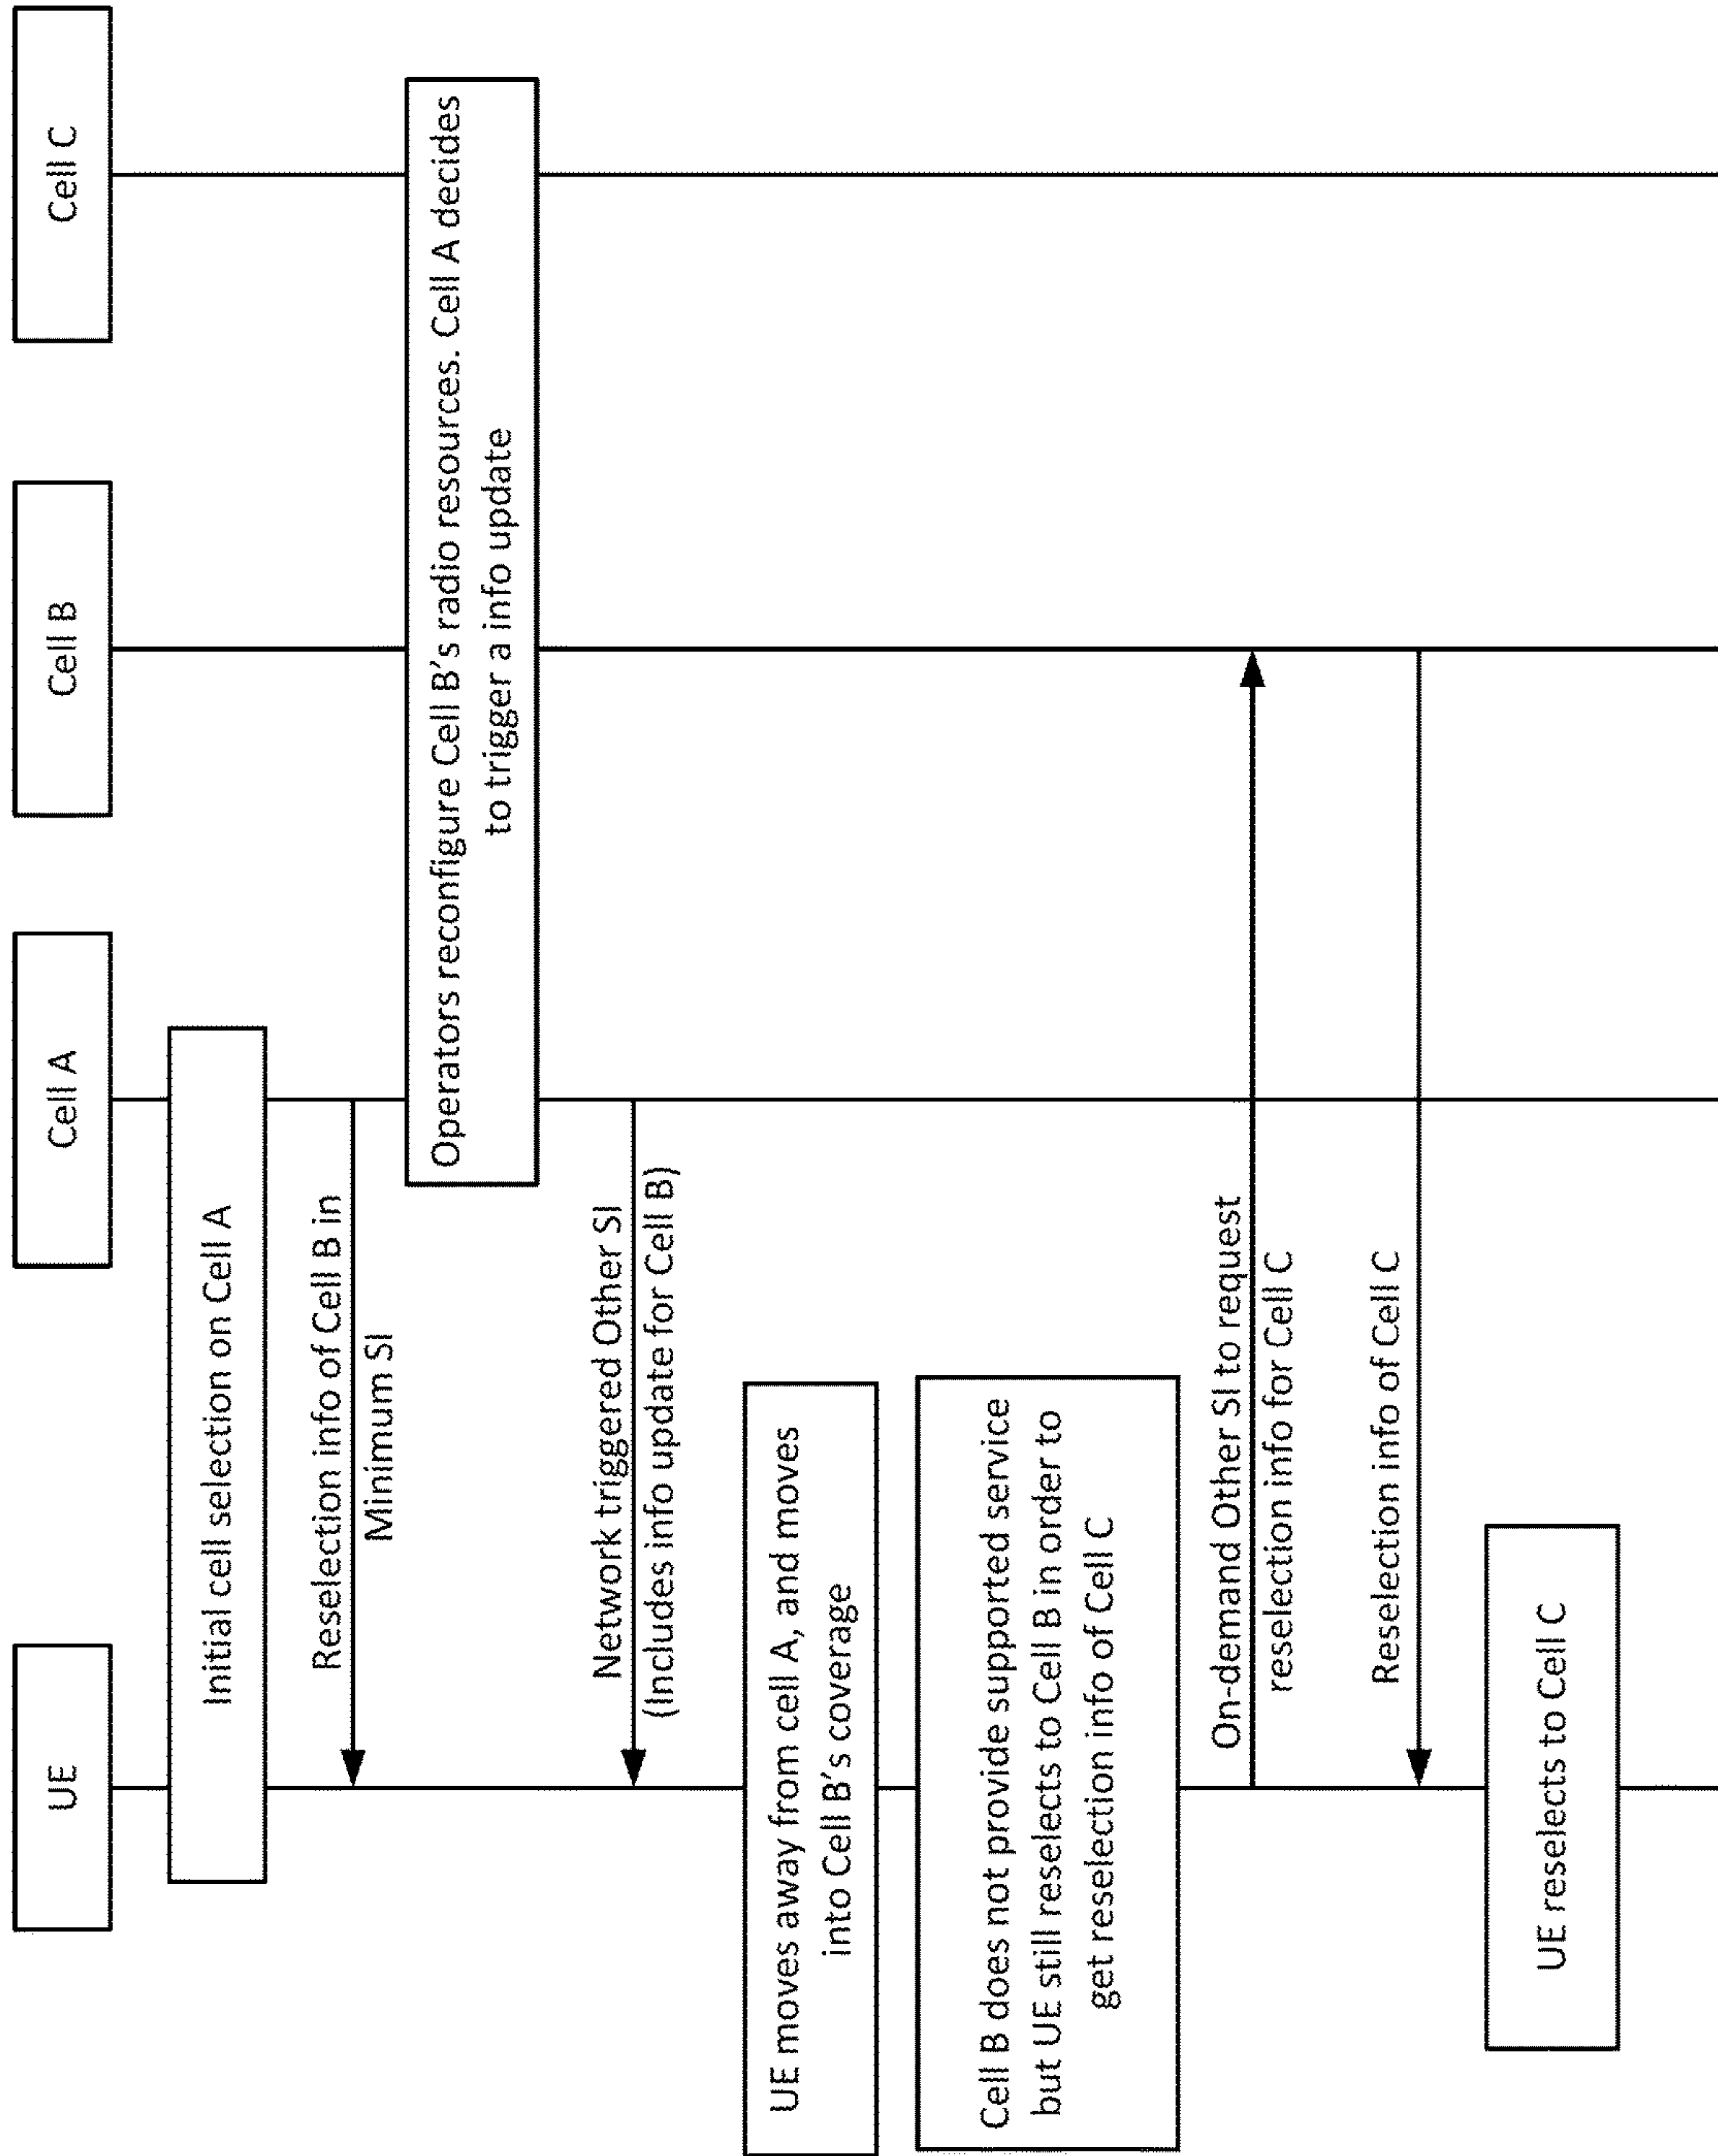 UE
Cell A
Cell B
Cell C
Initial cell selection on Cell A
Reselection info of Cell B in
Minimum SI
Operators reconfigure Cell B's radio resources. Cell A decides
to trigger a info update
Network triggered Other SI
(Includes info update for Cell B)
UE moves away from cell A, and moves
into Cell B's coverage
Cell B does not provide supported service
but UE still reselects to Cell B in order to
get reselection info of Cell C
On-demand Other SI to request
reselection info for Cell C
Reselection info of Cell C
UE reselects to Cell C